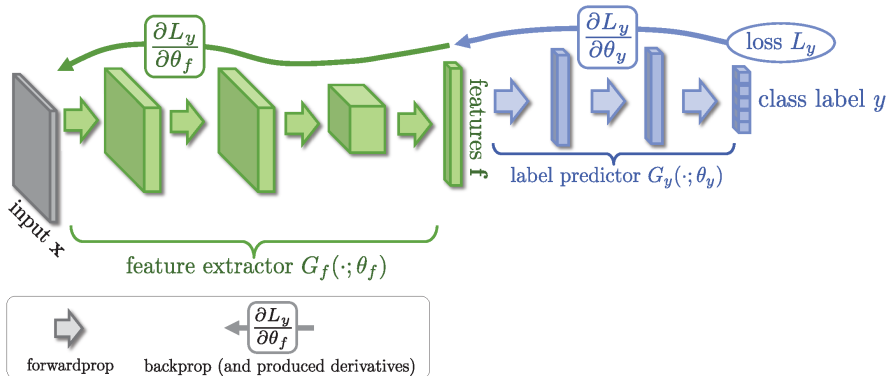 ∂L_y
∂θ_f
∂L_y
∂θ_y
loss L_y
input x
features f
class label y
label predictor G_y(·;θ_y)
feature extractor G_f(·;θ_f)
∂L_y
∂θ_f
forwardprop
backprop (and produced derivatives)